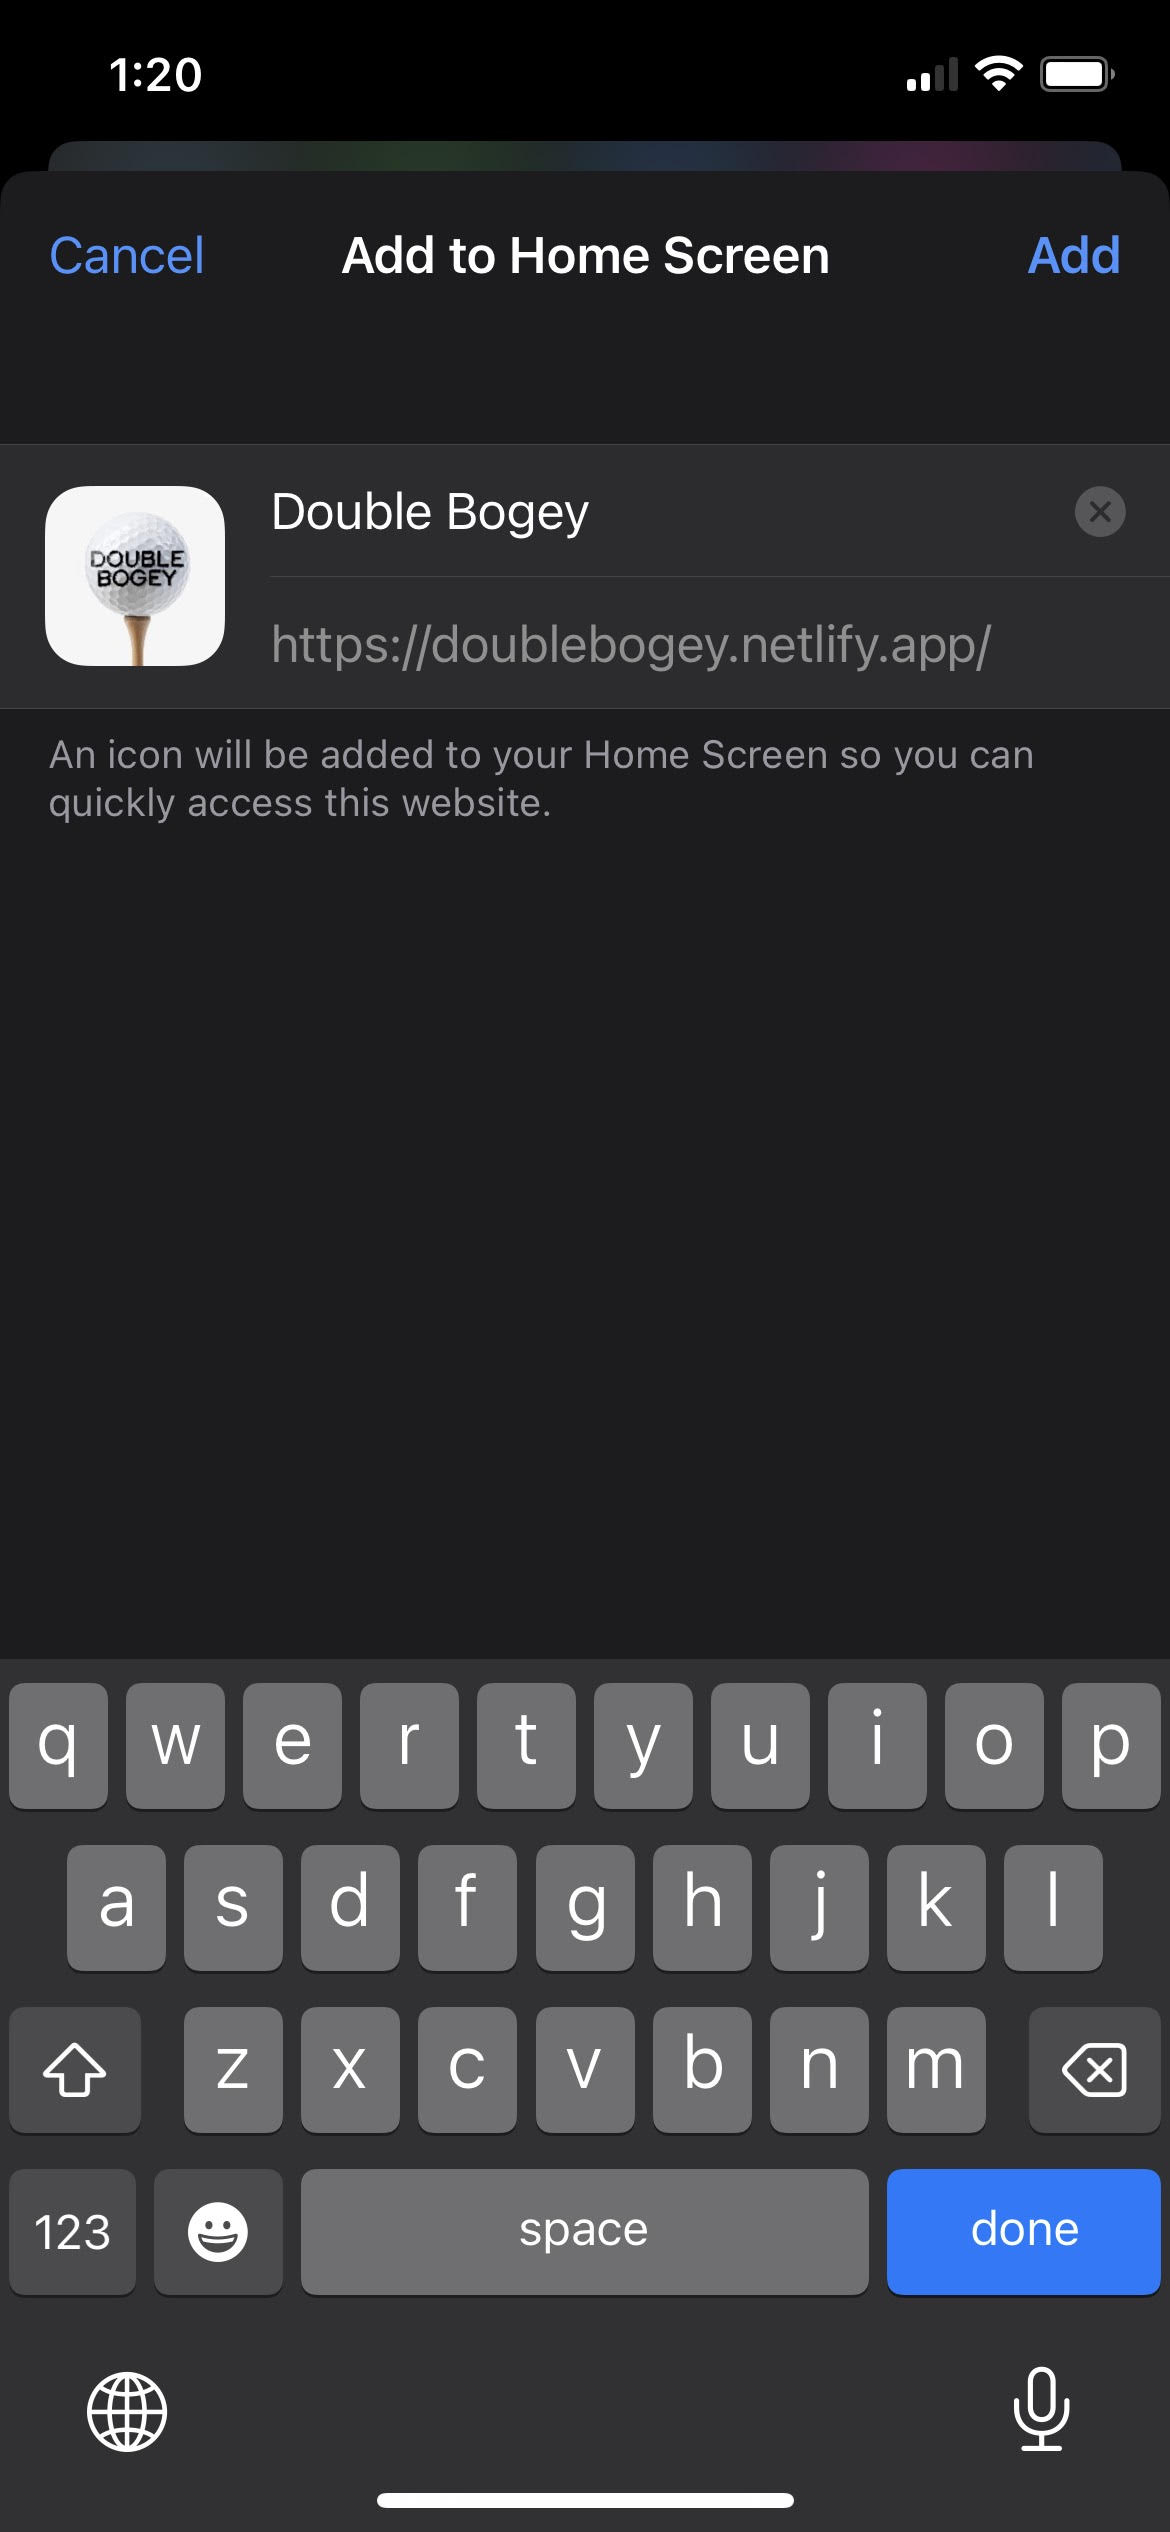 1:20
Cancel Add to Home Screen Add
DOUBLE
BOGEY
Double Bogey
https://doublebogey.netlify.app/
An icon will be added to your Home Screen so you can
quickly access this website.
q w e r t y u i o p
a s d f g h j k l
z x c v b n m
123 space done